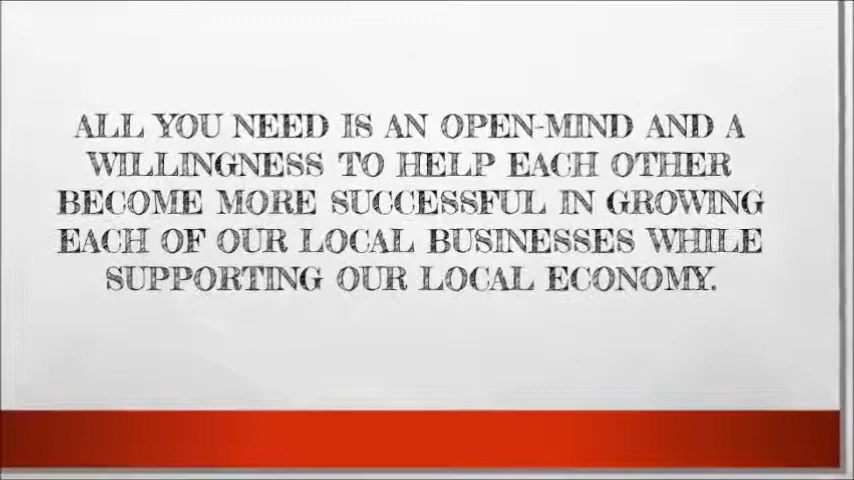 ALL YOU NEED IS AN OPEN-MIND AND A
WILLINGNESS TO HELP EACH OTHER
BECOME MORE SUCCESSFUL IN GROWING
EACH OF OUR LOCAL BUSINESSES WHILE
SUPPORTING OUR LOCAL ECONOMY.